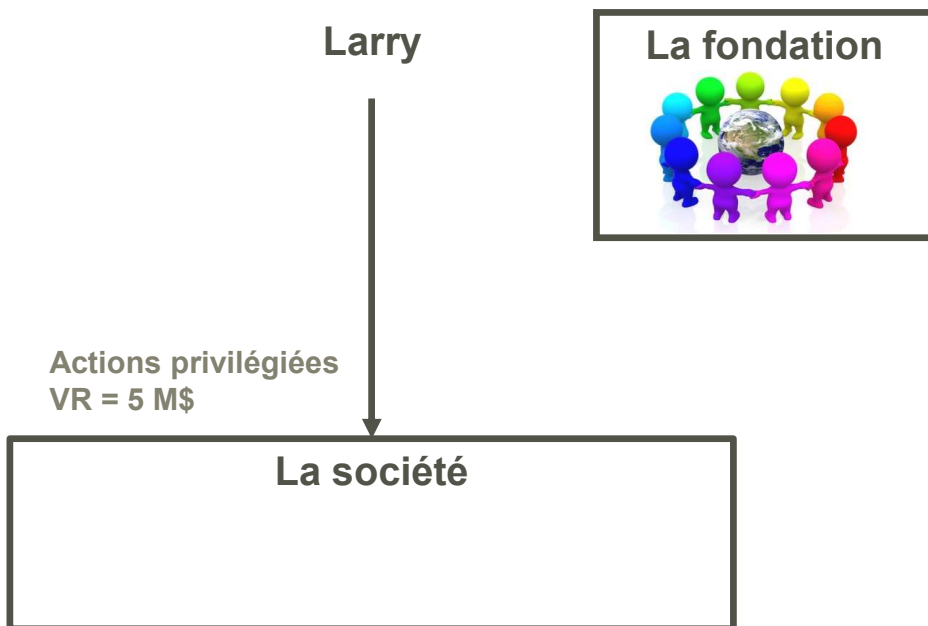 Larry
La fondation
Actions privilégiées
VR = 5 M$
La société